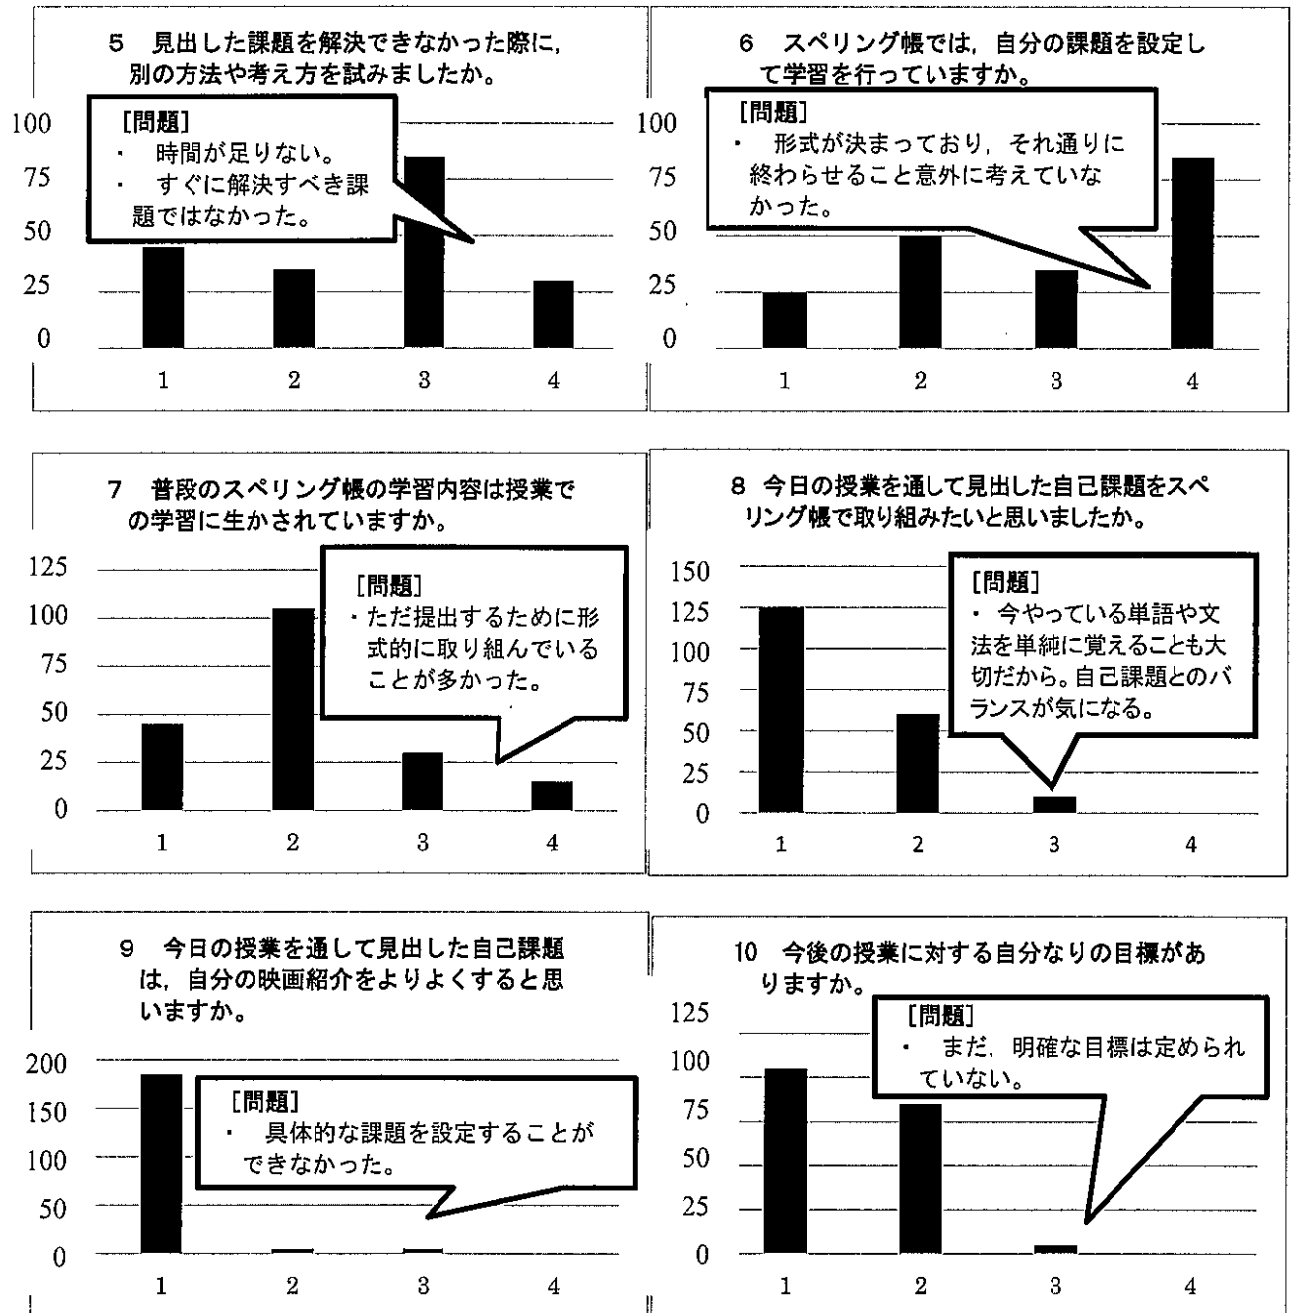 5 見出した課題を解決できなかった際に,
別の方法や考え方を試みましたか。
[問題]
・ 時間が足りない。
・ すぐに解決すべき課
題ではなかった。
100
75
50
25
0
1 2 3 4
6 スペリング帳では, 自分の課題を設定し
て学習を行っていますか。
[問題]
・ 形式が決まっており, それ通りに
終わらせること意外に考えていな
かった。
100
75
50
25
0
1 2 3 4
7 普段のスペリング帳の学習内容は授業で
の学習に生かされていますか。
[問題]
・ただ提出するために形
式的に取り組んでいる
ことが多かった。
125
100
75
50
25
0
1 2 3 4
8 今日の授業を通して見出した自己課題をスペ
リング帳で取り組みたいと思いましたか。
[問題]
・ 今やっている単語や文
法を単純に覚えることも大
切だから。自己課題とのバ
ランスが気になる。
150
125
100
75
50
25
0
1 2 3 4
9 今日の授業を通して見出した自己課題
は, 自分の映画紹介をよりよくすると思
いますか。
[問題]
・ 具体的な課題を設定することが
できなかった。
200
150
100
50
0
1 2 3 4
10 今後の授業に対する自分なりの目標があ
りますか。
[問題]
・ まだ, 明確な目標は定められ
ていない。
125
100
75
50
25
0
1 2 3 4